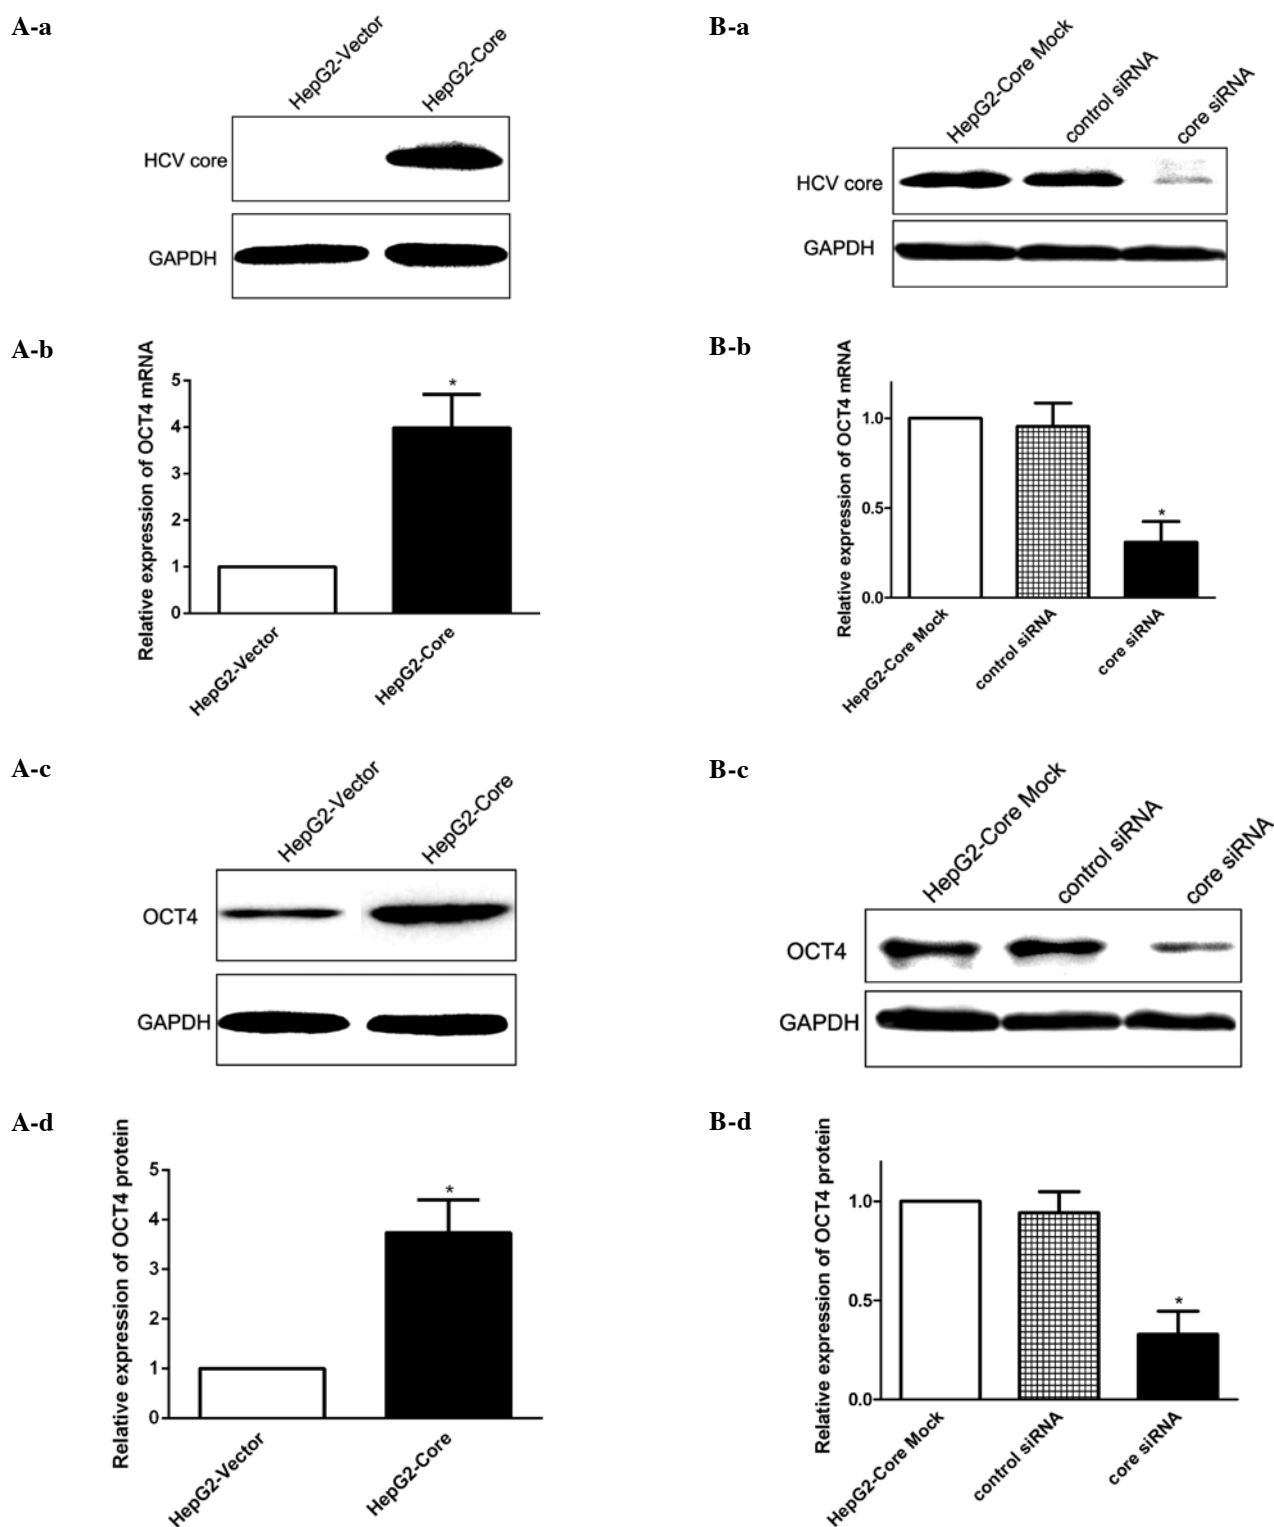 A-a
HepG2-Vector
HepG2-Core
HCV core
GAPDH
B-a
HepG2-Core Mock
control siRNA
core siRNA
HCV core
GAPDH
A-b
Relative expression of OCT4 mRNA
5
4
3
2
1
0
*
HepG2-Vector
HepG2-Core
B-b
Relative expression of OCT4 mRNA
1.0
0.5
0.0
*
HepG2-Core Mock
control siRNA
core siRNA
A-c
HepG2-Vector
HepG2-Core
OCT4
GAPDH
B-c
HepG2-Core Mock
control siRNA
core siRNA
OCT4
GAPDH
A-d
Relative expression of OCT4 protein
5
4
3
2
1
0
*
HepG2-Vector
HepG2-Core
B-d
Relative expression of OCT4 protein
1.0
0.5
0.0
*
HepG2-Core Mock
control siRNA
core siRNA